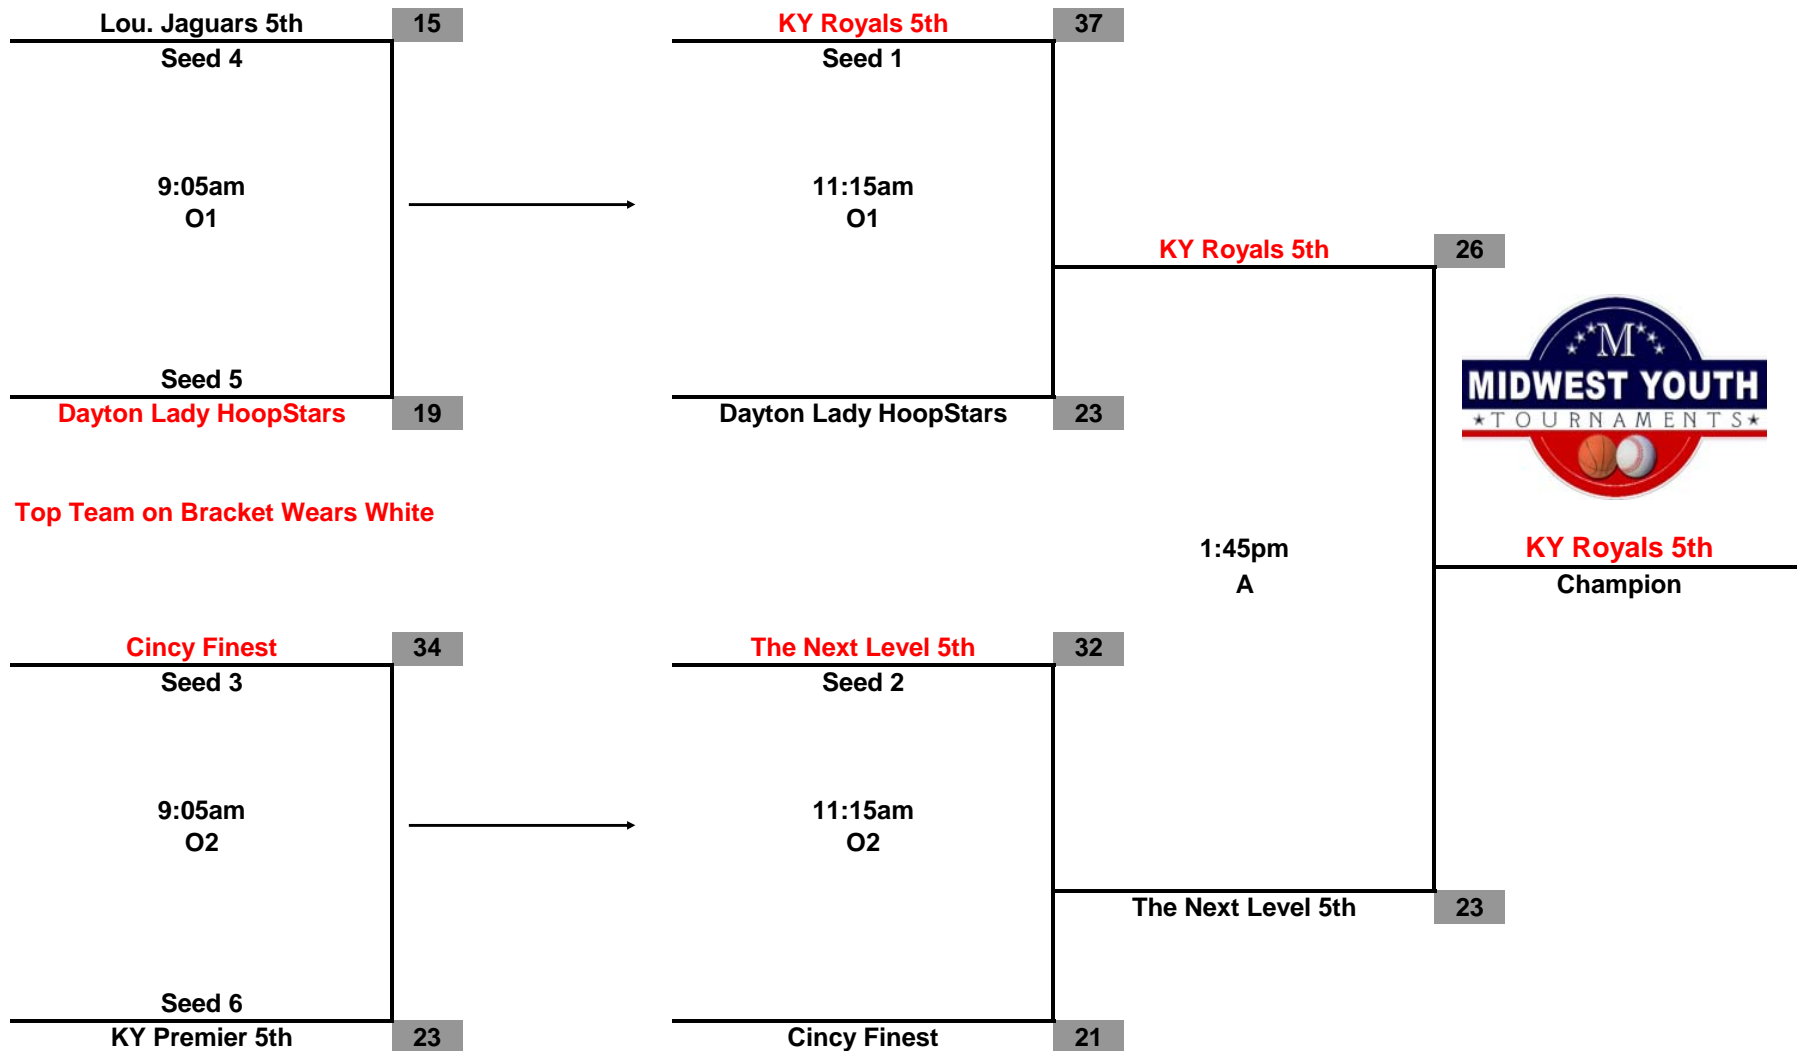 Lou. Jaguars 5th 15 KY Royals 5th 37
Seed 4 Seed 1
9:05am 11:15am
O1 O1
KY Royals 5th 26
M
MIDWEST YOUTH
TOURNAMENTS
Seed 5
Dayton Lady HoopStars 19 Dayton Lady HoopStars 23
Top Team on Bracket Wears White
1:45pm KY Royals 5th
A Champion
Cincy Finest 34 The Next Level 5th 32
Seed 3 Seed 2
9:05am 11:15am
O2 O2
The Next Level 5th 23
Seed 6
KY Premier 5th 23 Cincy Finest 21